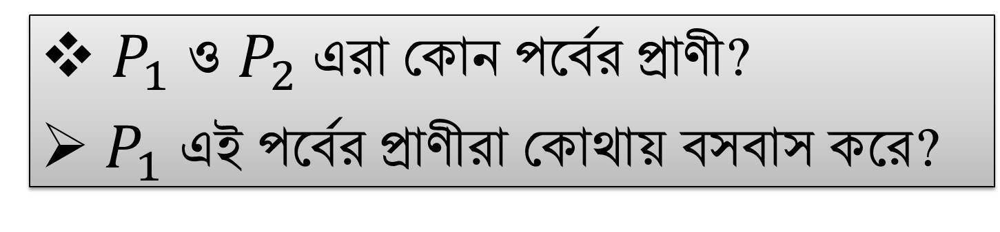 ❖ P₁ ও P₂ এরা কোন পর্বের প্রাণী?
➢ P₁ এই পর্বের প্রাণীরা কোথায় বসবাস করে?